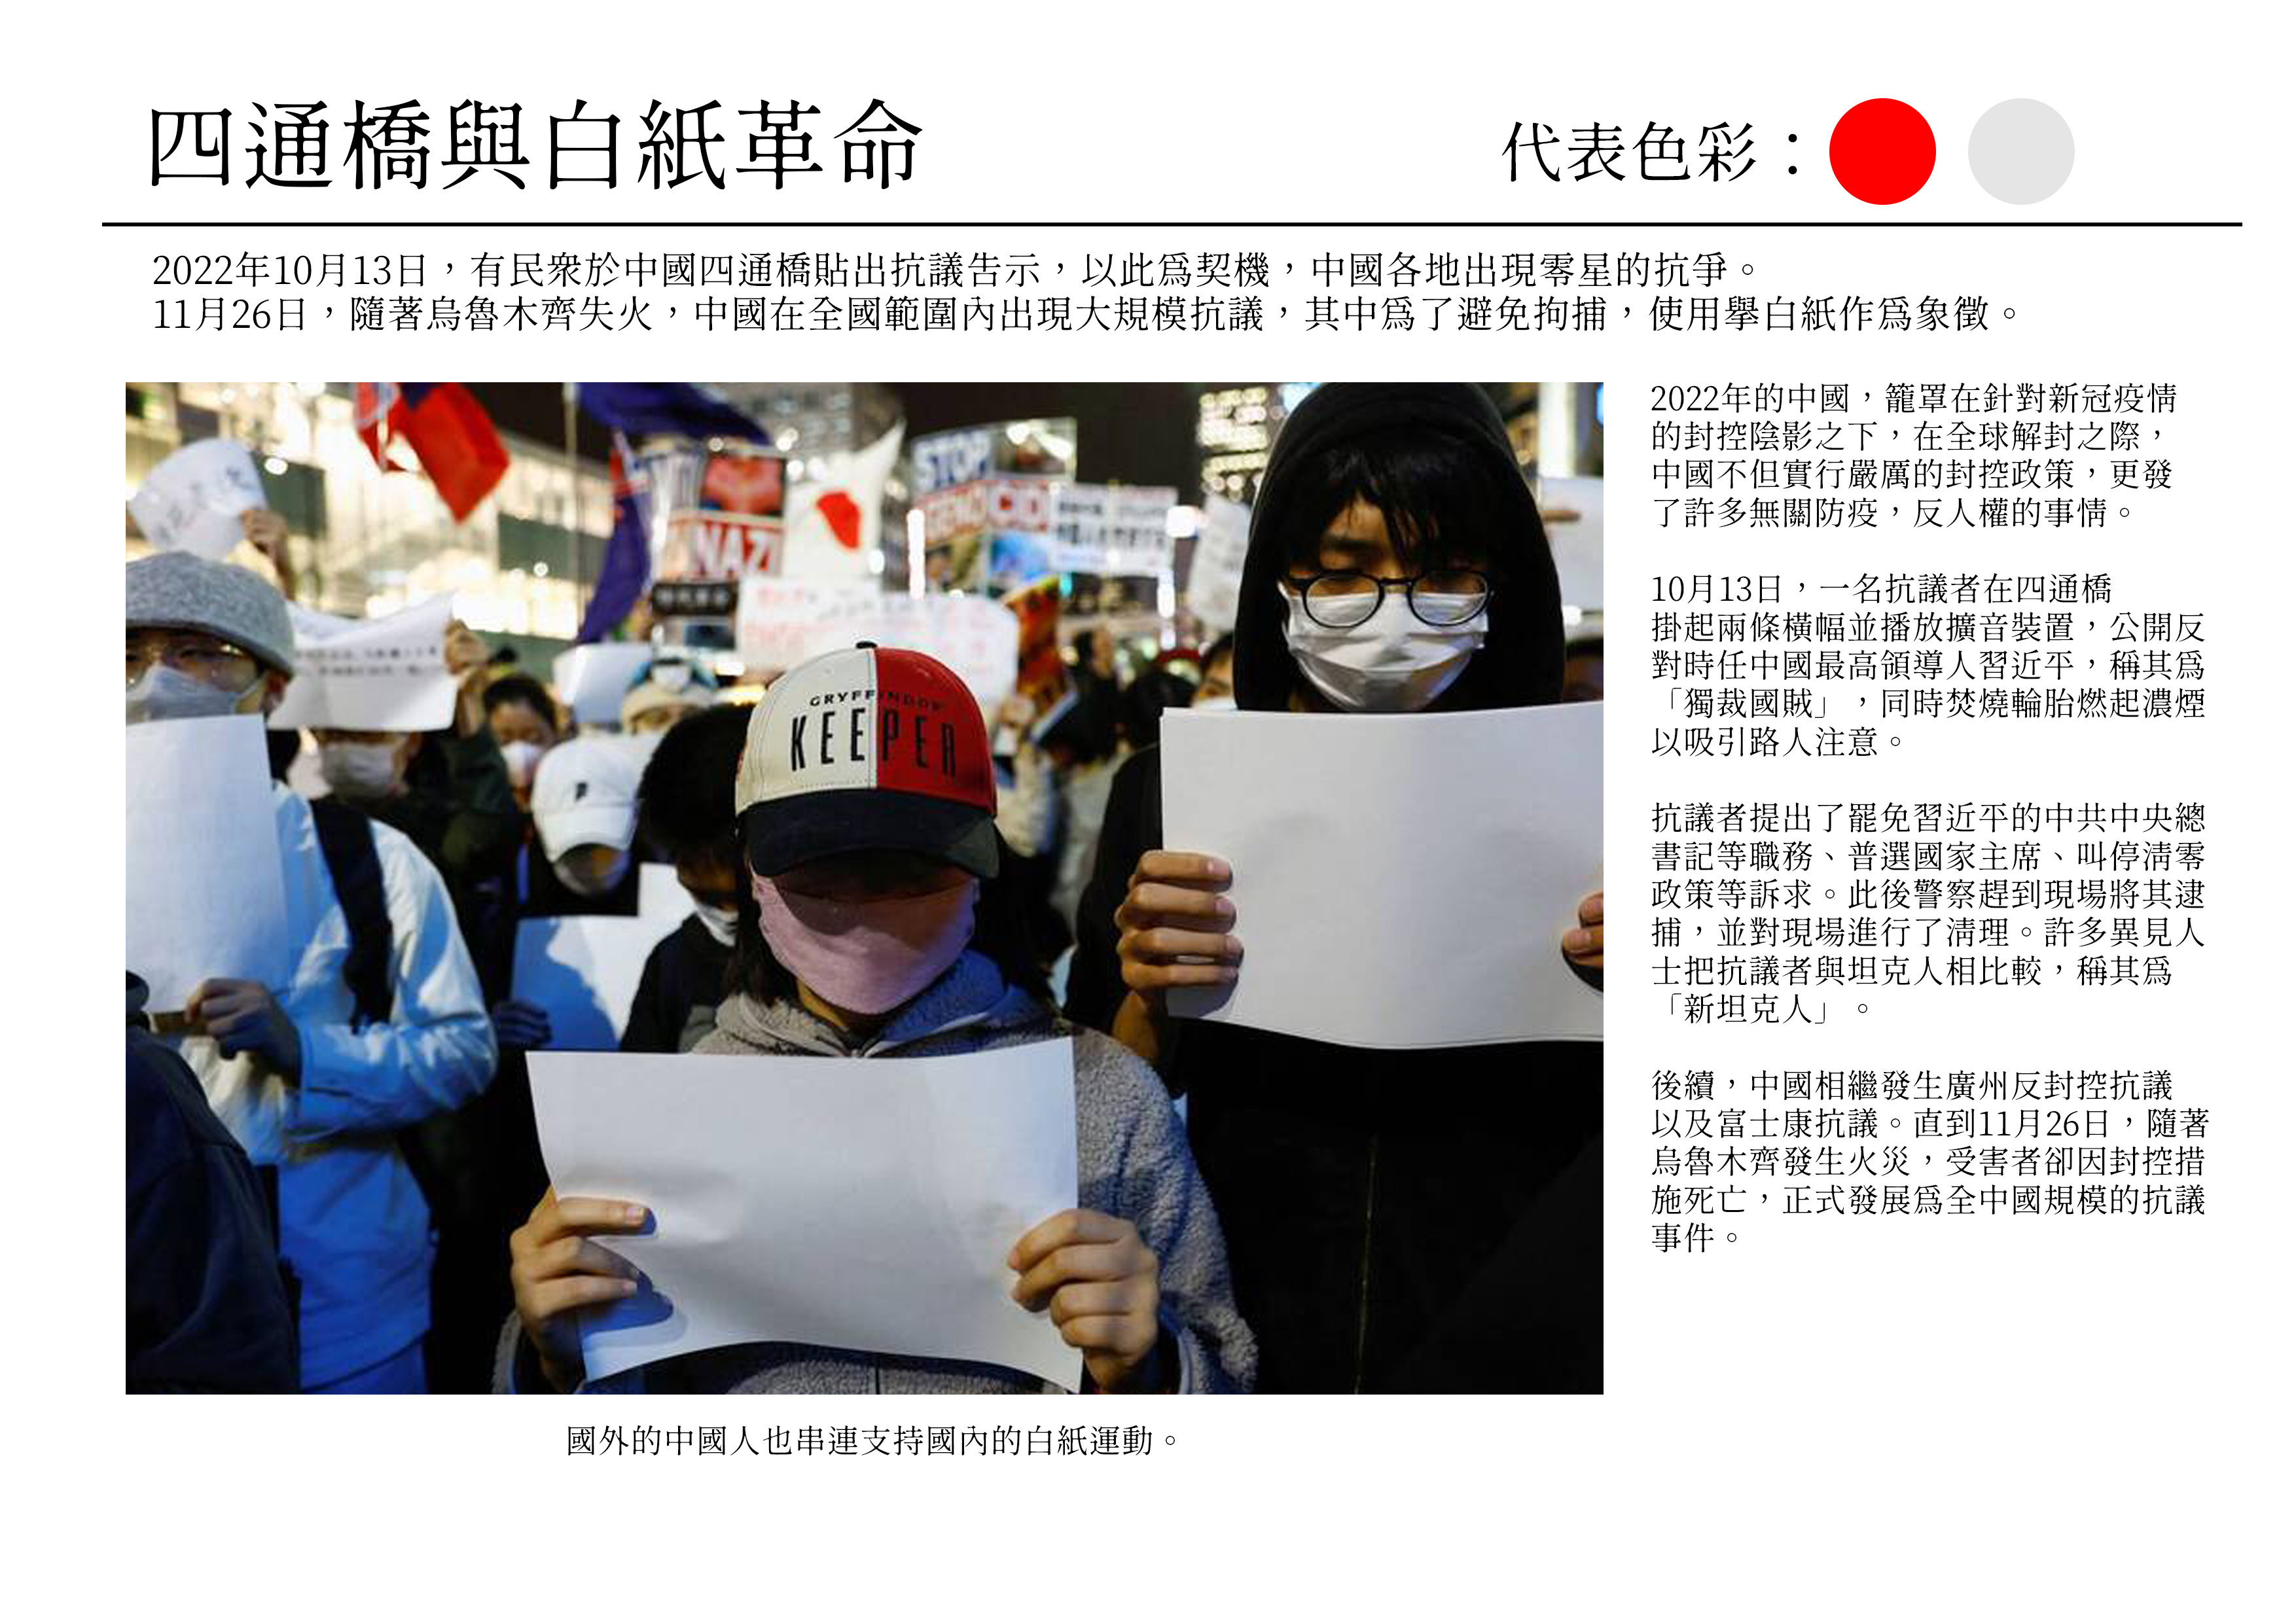 四通橋與白紙革命
代表色彩：
2022年10月13日，有民衆於中國四通橋貼出抗議告示，以此爲契機，中國各地出現零星的抗爭。
11月26日，隨著烏魯木齊失火，中國在全國範圍內出現大規模抗議，其中爲了避免拘捕，使用舉白紙作爲象徵。
STOP
GENOCID
NAZI
GRYFFINDOR
KEEPER
2022年的中國，籠罩在針對新冠疫情
的封控陰影之下，在全球解封之際，
中國不但實行嚴厲的封控政策，更發
了許多無關防疫，反人權的事情。
10月13日，一名抗議者在四通橋
掛起兩條橫幅並播放擴音裝置，公開反
對時任中國最高領導人習近平，稱其爲
「獨裁國賊」，同時焚燒輪胎燃起濃煙
以吸引路人注意。
抗議者提出了罷免習近平的中共中央總
書記等職務、普選國家主席、叫停清零
政策等訴求。此後警察趕到現場將其逮
捕，並對現場進行了清理。許多異見人
士把抗議者與坦克人相比較，稱其爲
「新坦克人」。
後續，中國相繼發生廣州反封控抗議
以及富士康抗議。直到11月26日，隨著
烏魯木齊發生火災，受害者卻因封控措
施死亡，正式發展爲全中國規模的抗議
事件。
國外的中國人也串連支持國內的白紙運動。